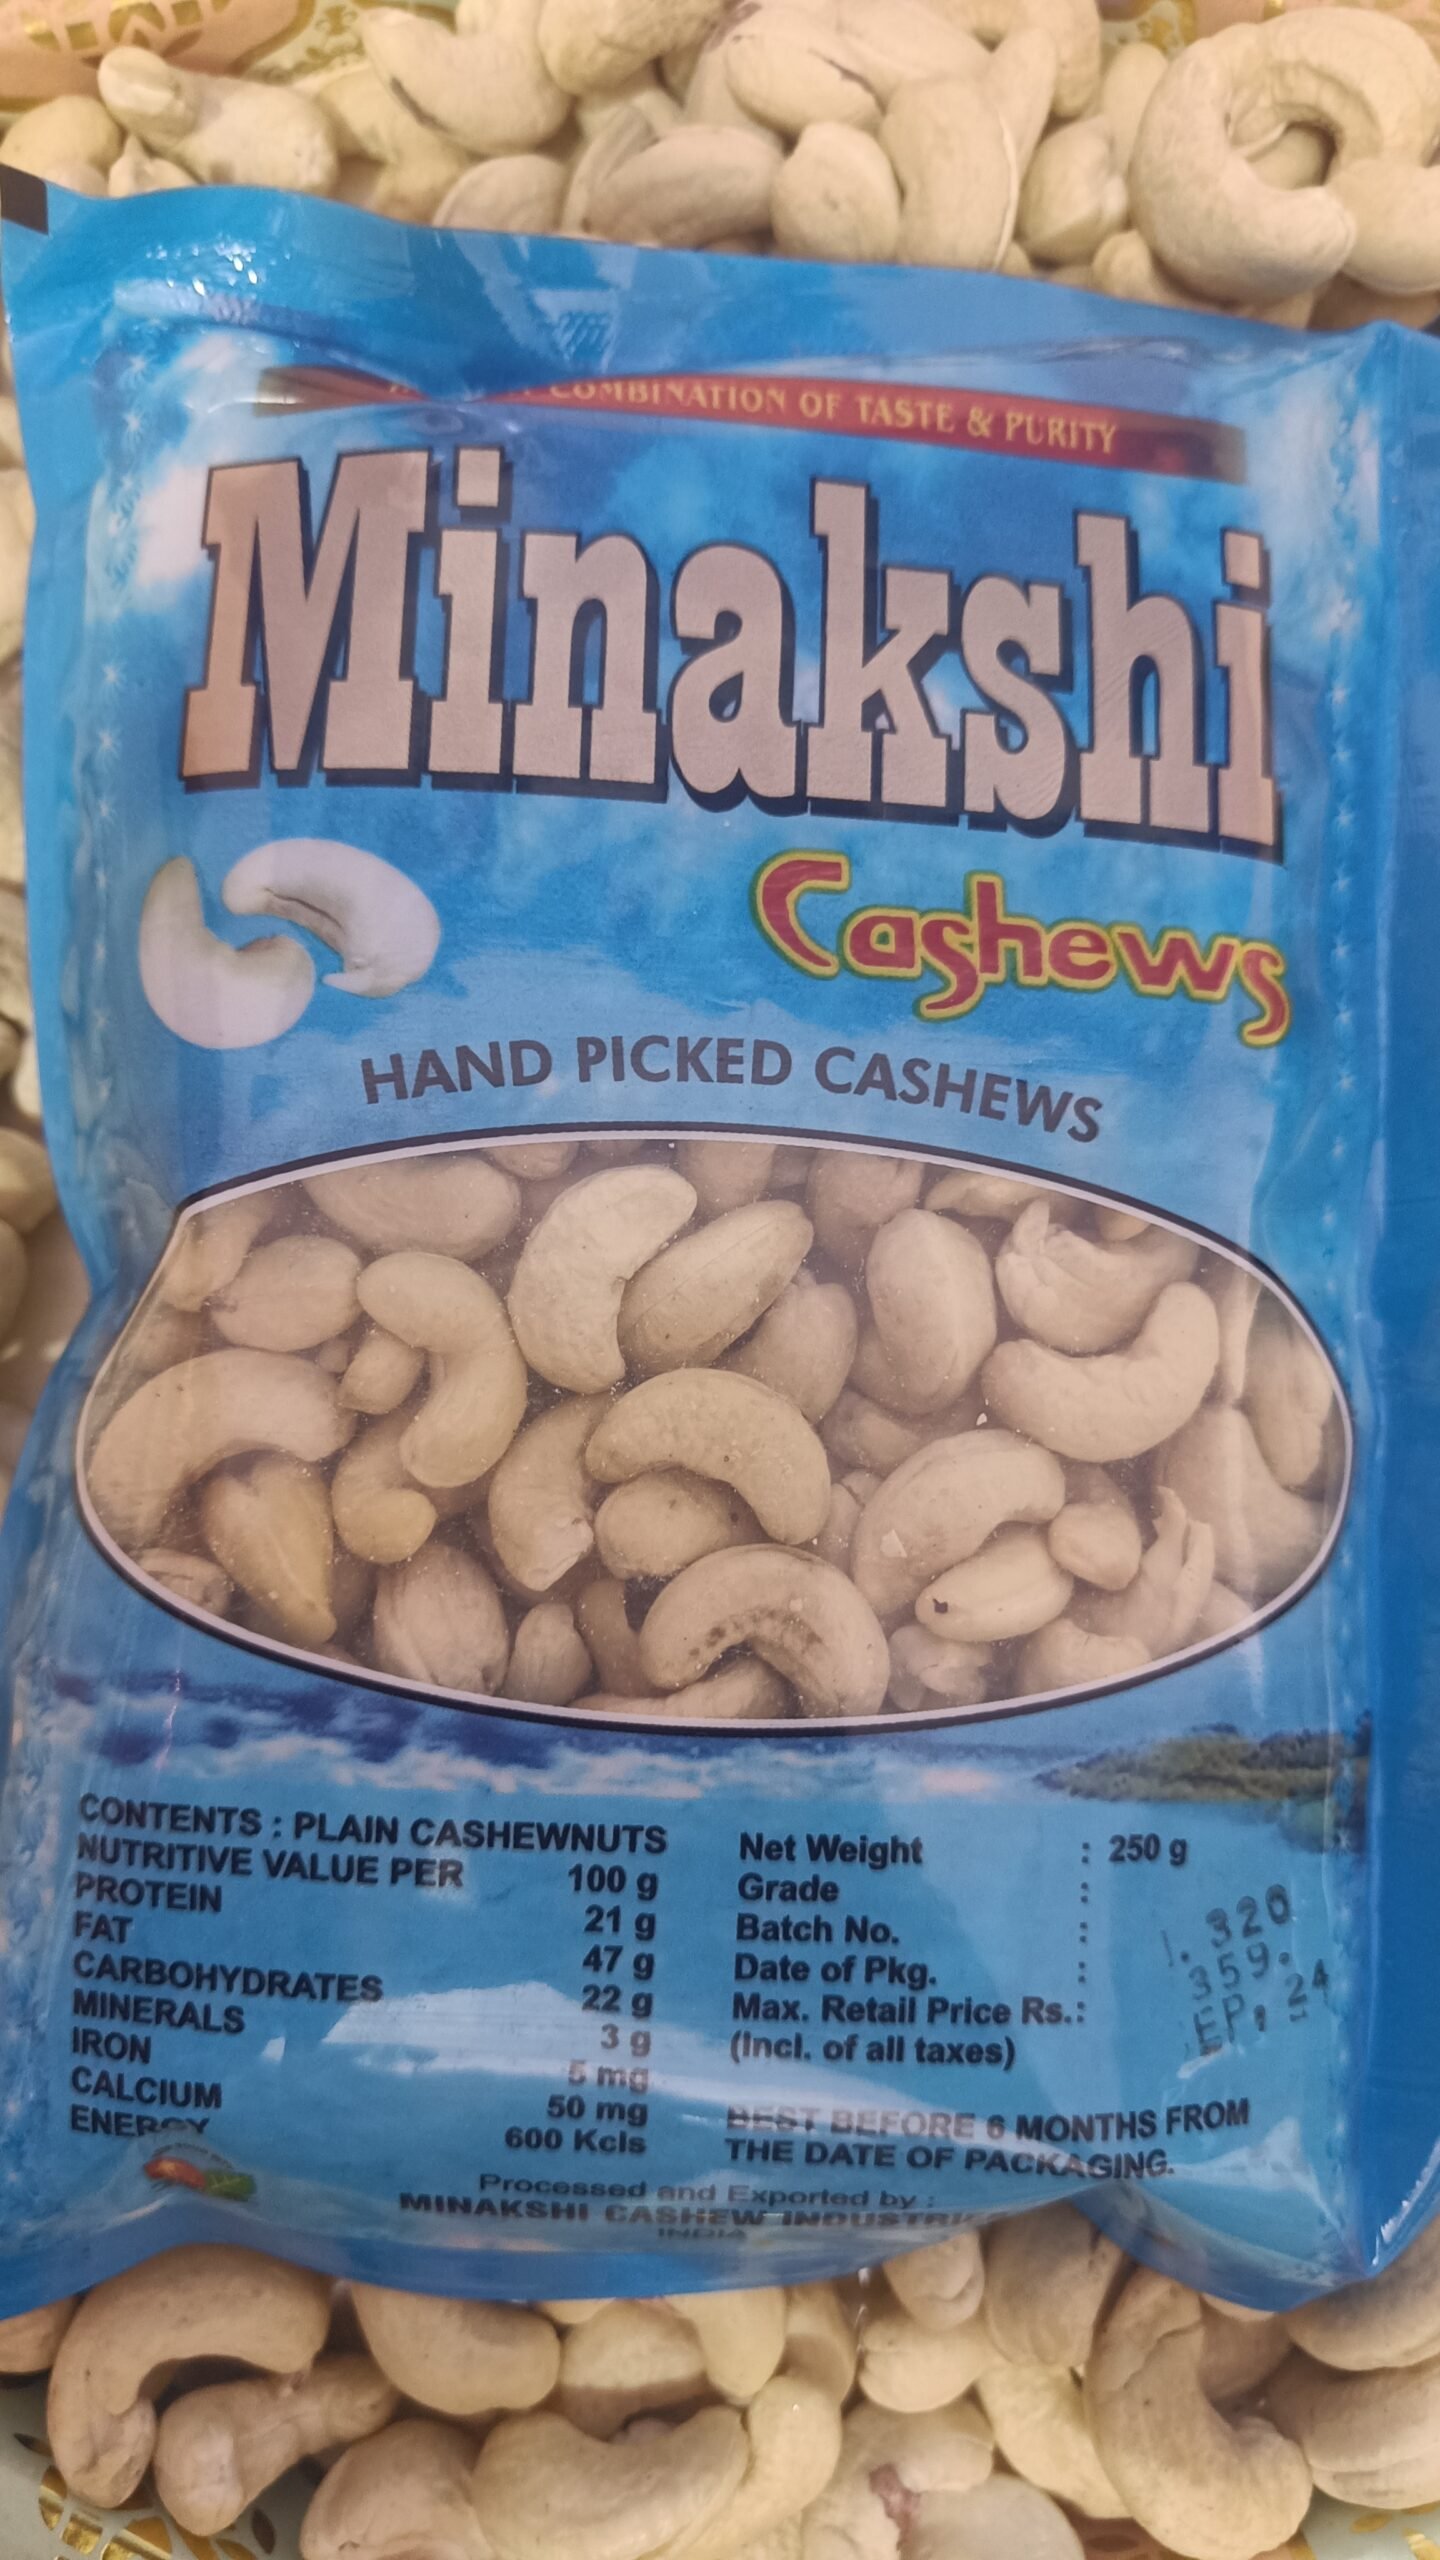 COMBINATION OF TASTE & PURITY
Minakshi
Cashews
HAND PICKED CASHEWS
CONTENTS : PLAIN CASHEWNUTS
NUTRITIVE VALUE PER 100 g
PROTEIN 21 g
FAT 47 g
CARBOHYDRATES 22 g
MINERALS 3 g
IRON 5 mg
CALCIUM 50 mg
ENERGY 600 Kcls
Net Weight : 250 g
Grade :
Batch No. :
Date of Pkg. :
Max. Retail Price Rs.:
(Incl. of all taxes)
320
359.
EP, 24
BEST BEFORE 6 MONTHS FROM
THE DATE OF PACKAGING.
Processed and Exported by :
MINAKSHI CASHEW
INDIA